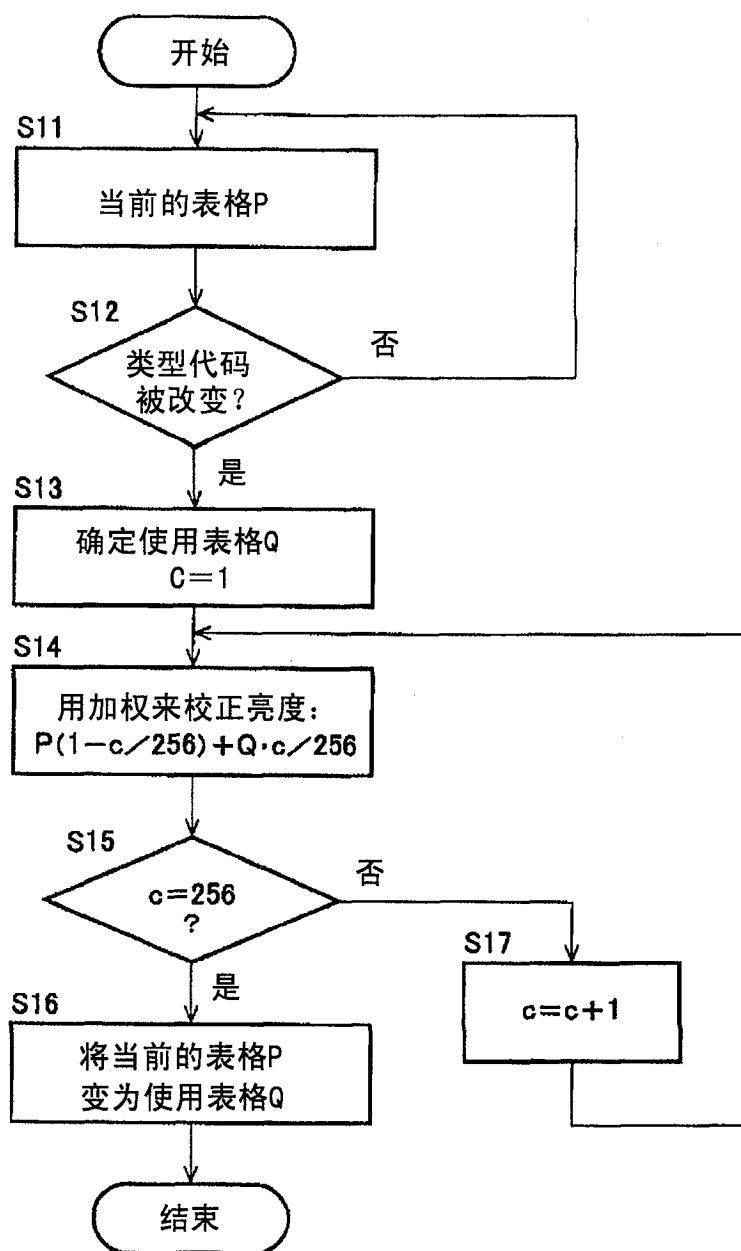 开始
S11
当前的表格P
S12
类型代码
被改变？
否
是
S13
确定使用表格Q
C＝1
S14
用加权来校正亮度：
P(1-c／256)+Q·c／256
S15
c＝256
?
否
是
S17
c=c+1
S16
将当前的表格P
变为使用表格Q
结束